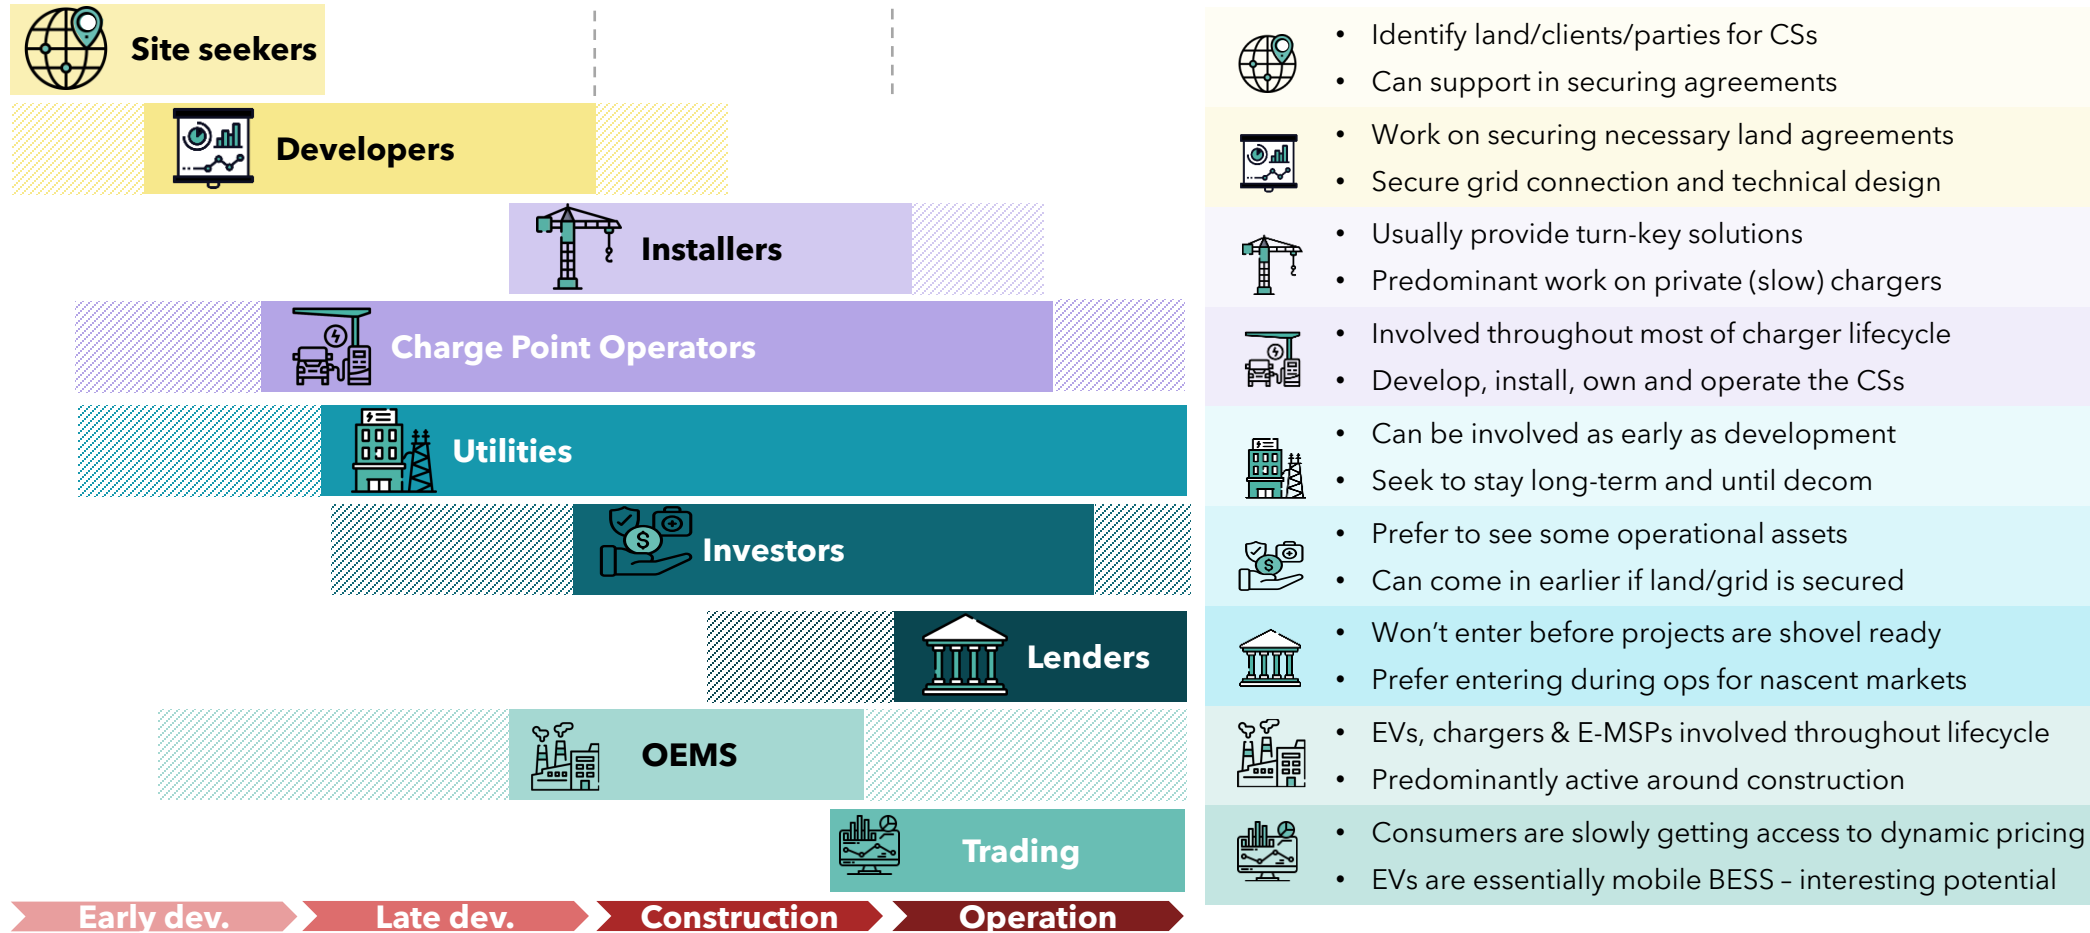 Site seekers
• Identify land/clients/parties for CSs
• Can support in securing agreements
Developers
• Work on securing necessary land agreements
• Secure grid connection and technical design
Installers
• Usually provide turn-key solutions
• Predominant work on private (slow) chargers
Charge Point Operators
• Involved throughout most of charger lifecycle
• Develop, install, own and operate the CSs
Utilities
• Can be involved as early as development
• Seek to stay long-term and until decom
Investors
• Prefer to see some operational assets
• Can come in earlier if land/grid is secured
Lenders
• Won’t enter before projects are shovel ready
• Prefer entering during ops for nascent markets
OEMS
• EVs, chargers & E-MSPs involved throughout lifecycle
• Predominantly active around construction
Trading
• Consumers are slowly getting access to dynamic pricing
• EVs are essentially mobile BESS – interesting potential
Early dev.
Late dev.
Construction
Operation